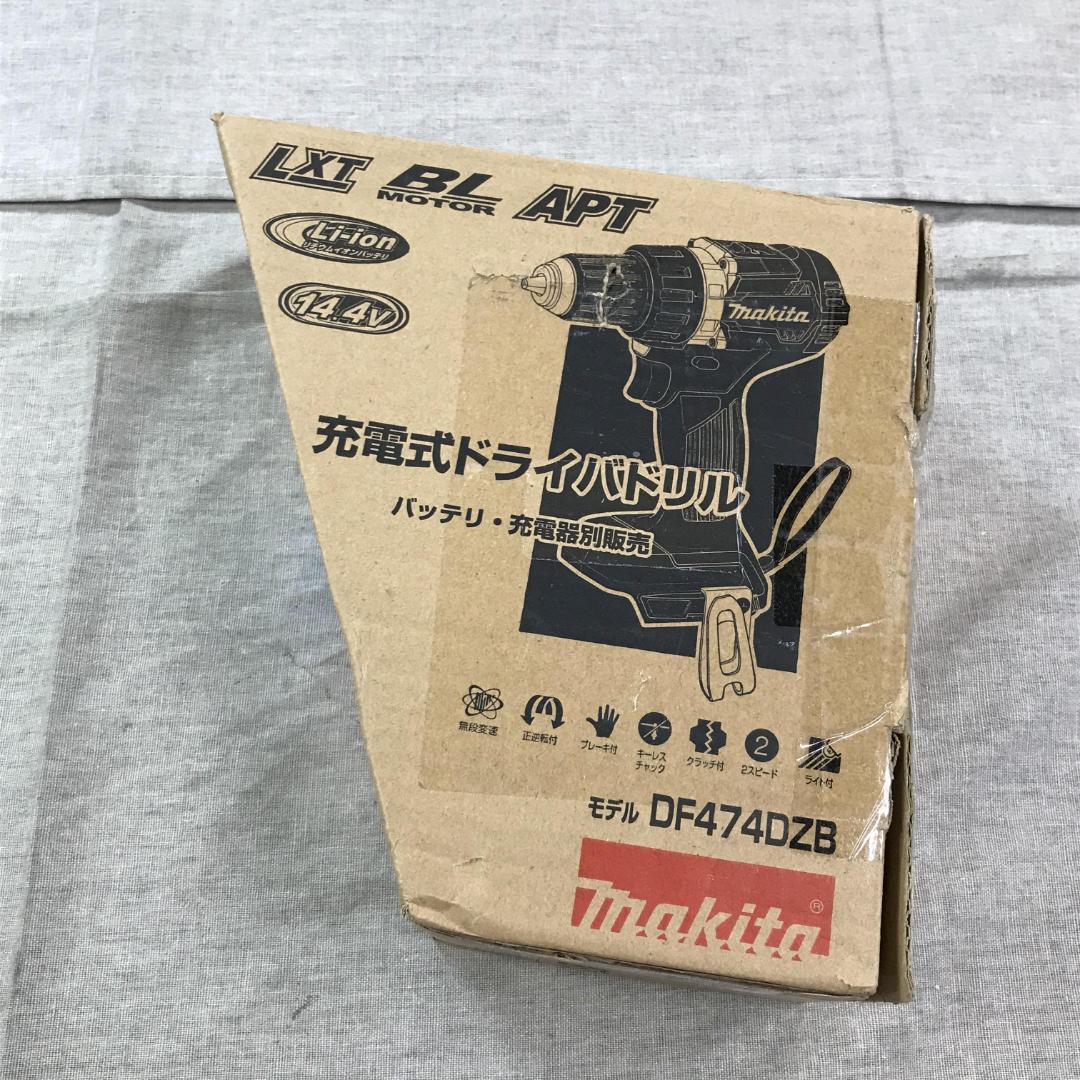 LXT BL MOTOR APT
Li-ion
リチウムイオンバッテリ
14.4V
makita
充電式ドライバドリル
バッテリ・充電器別販売
無段変速
正逆転付
ブレーキ付
キーレス
チャック
クラッチ付
2
2スピード
ライト付
モデル DF474DZB
makita®